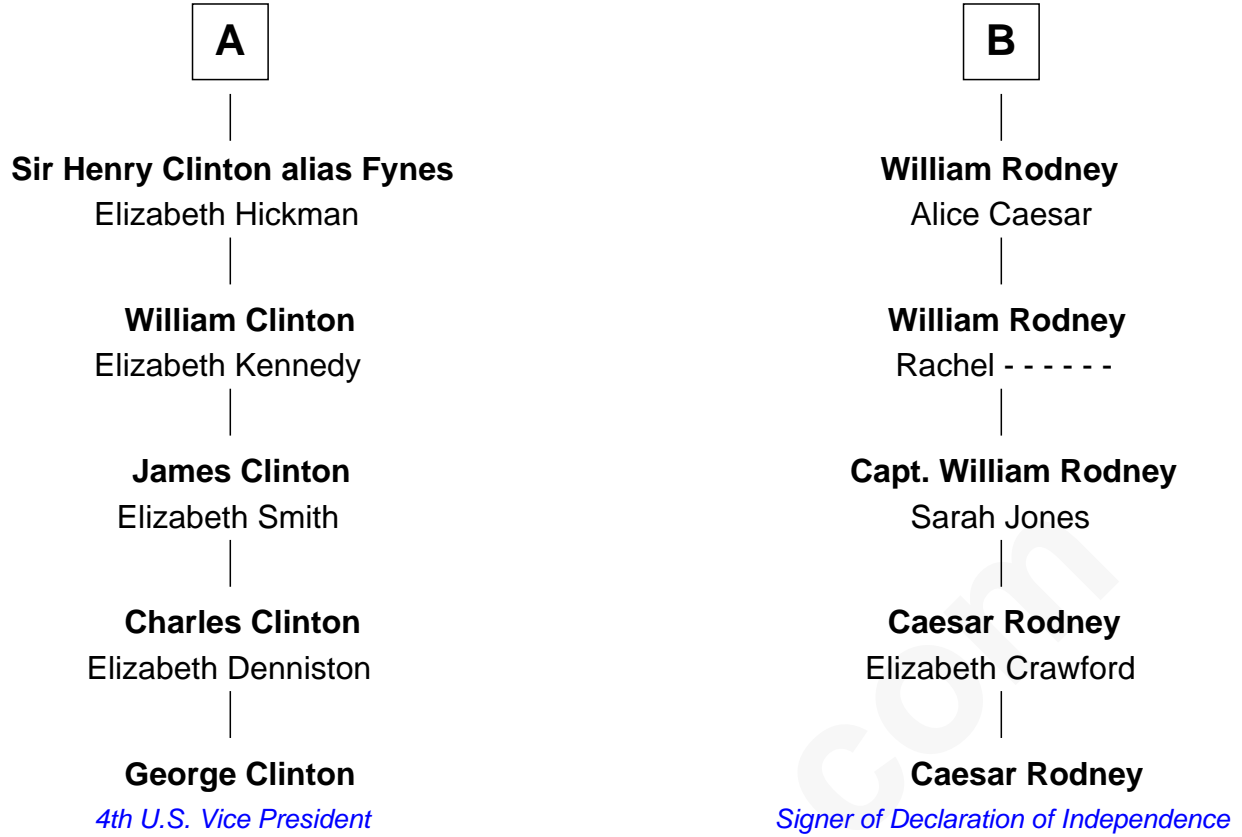 A
Sir Henry Clinton alias Fynes
Elizabeth Hickman
William Clinton
Elizabeth Kennedy
James Clinton
Elizabeth Smith
Charles Clinton
Elizabeth Denniston
George Clinton
4th U.S. Vice President
B
William Rodney
Alice Caesar
William Rodney
Rachel - - - - - -
Capt. William Rodney
Sarah Jones
Caesar Rodney
Elizabeth Crawford
Caesar Rodney
Signer of Declaration of Independence
com